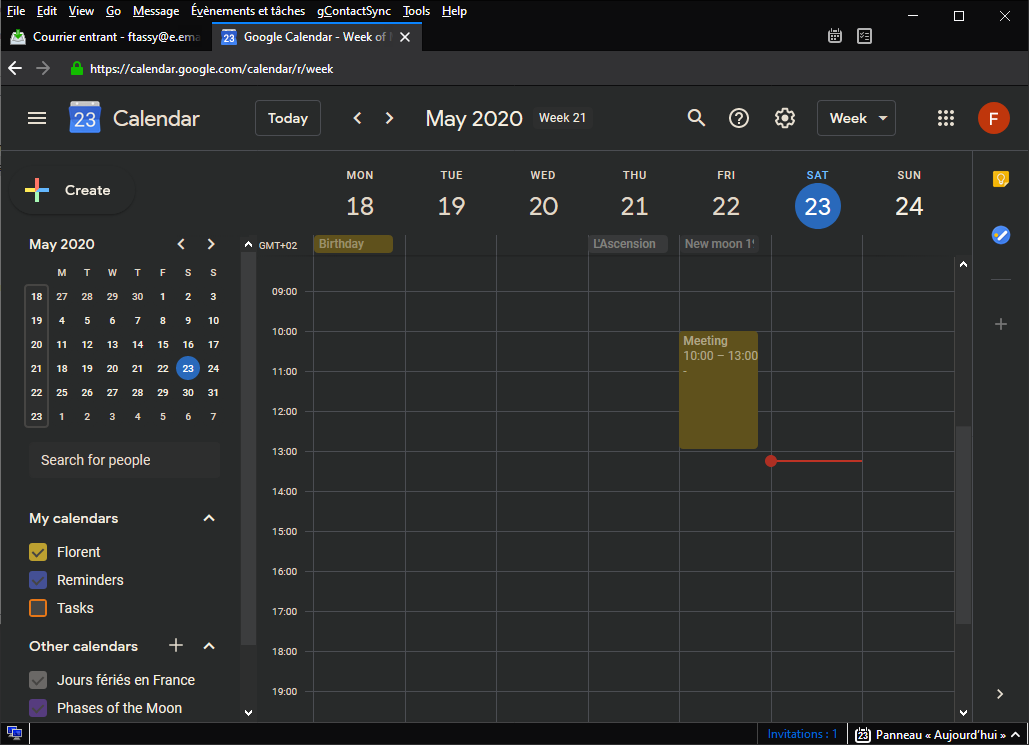 File Edit View Go Message Évènements et tâches gContactSync Tools Help
Courrier entrant - ftassy@e.ema
23 Google Calendar - Week of
https://calendar.google.com/calendar/r/week
23 Calendar Today May 2020 Week 21 Week F
Create
MON TUE WED THU FRI SAT SUN
18 19 20 21 22 23 24
May 2020
GMT+02 Birthday L'Ascension New moon
M T W T F S S
18 27 28 29 30 1 2 3
19 4 5 6 7 8 9 10
20 11 12 13 14 15 16 17
21 18 19 20 21 22 23 24
22 25 26 27 28 29 30 31
23 1 2 3 4 5 6 7
Search for people
My calendars
Florent
Reminders
Tasks
Other calendars
Jours fériés en France
Phases of the Moon
09:00
10:00
11:00
12:00
13:00
14:00
15:00
16:00
17:00
18:00
19:00
Meeting
10:00 – 13:00
-
Invitations : 1 23 Panneau « Aujourd'hui »